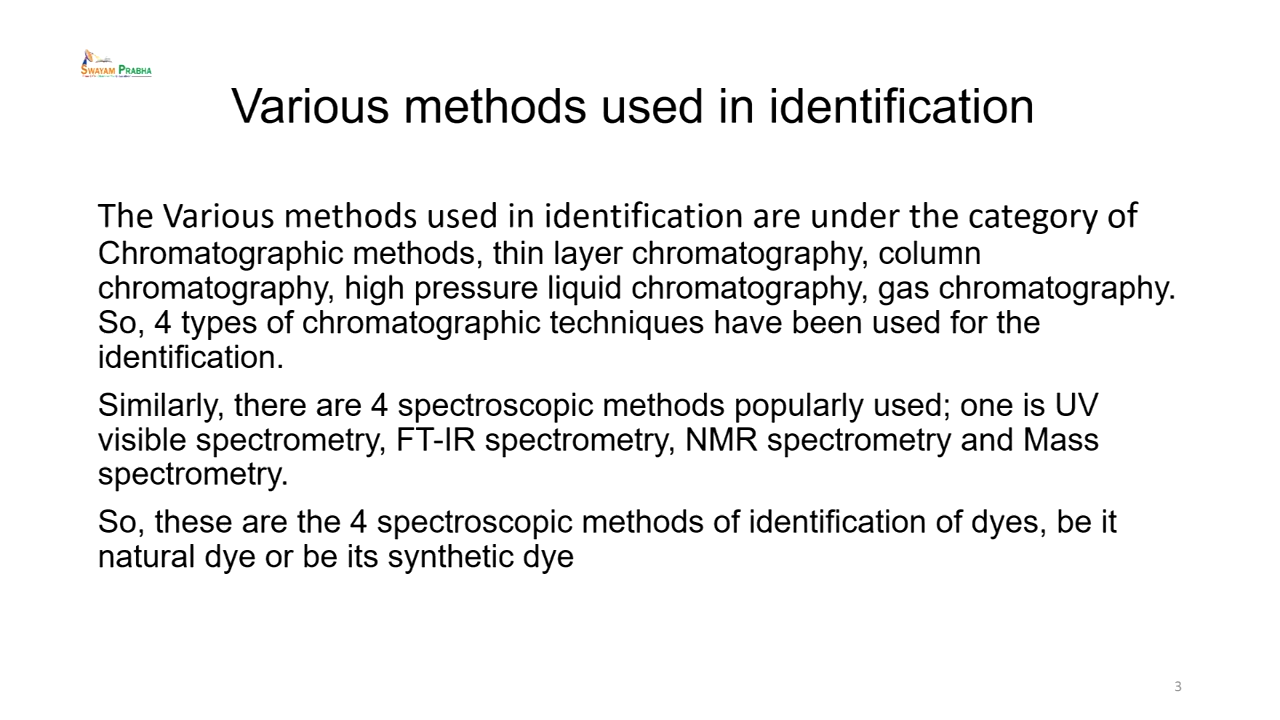 SWAYAM PRABHA
Various methods used in identification
The Various methods used in identification are under the category of
Chromatographic methods, thin layer chromatography, column
chromatography, high pressure liquid chromatography, gas chromatography.
So, 4 types of chromatographic techniques have been used for the
identification.
Similarly, there are 4 spectroscopic methods popularly used; one is UV
visible spectrometry, FT-IR spectrometry, NMR spectrometry and Mass
spectrometry.
So, these are the 4 spectroscopic methods of identification of dyes, be it
natural dye or be its synthetic dye
3